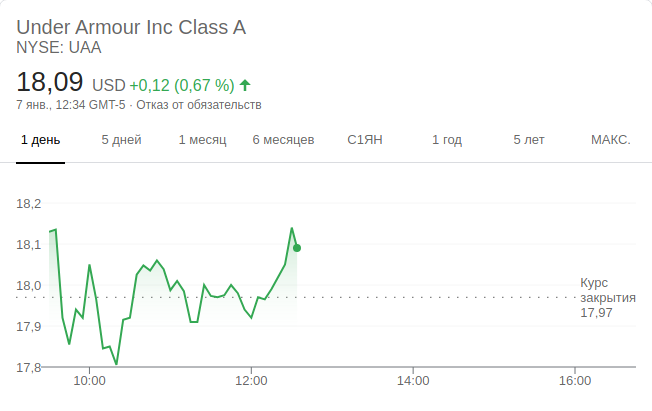 Under Armour Inc Class A
NYSE: UAA
18,09 USD +0,12 (0,67 %)
7 янв., 12:34 GMT-5 · Отказ от обязательств
1 день 5 дней 1 месяц 6 месяцев С1ЯН 1 год 5 лет МАКС.
18,2
18,1
18,0
17,9
17,8
Курс
закрытия
17,97
10:00 12:00 14:00 16:00